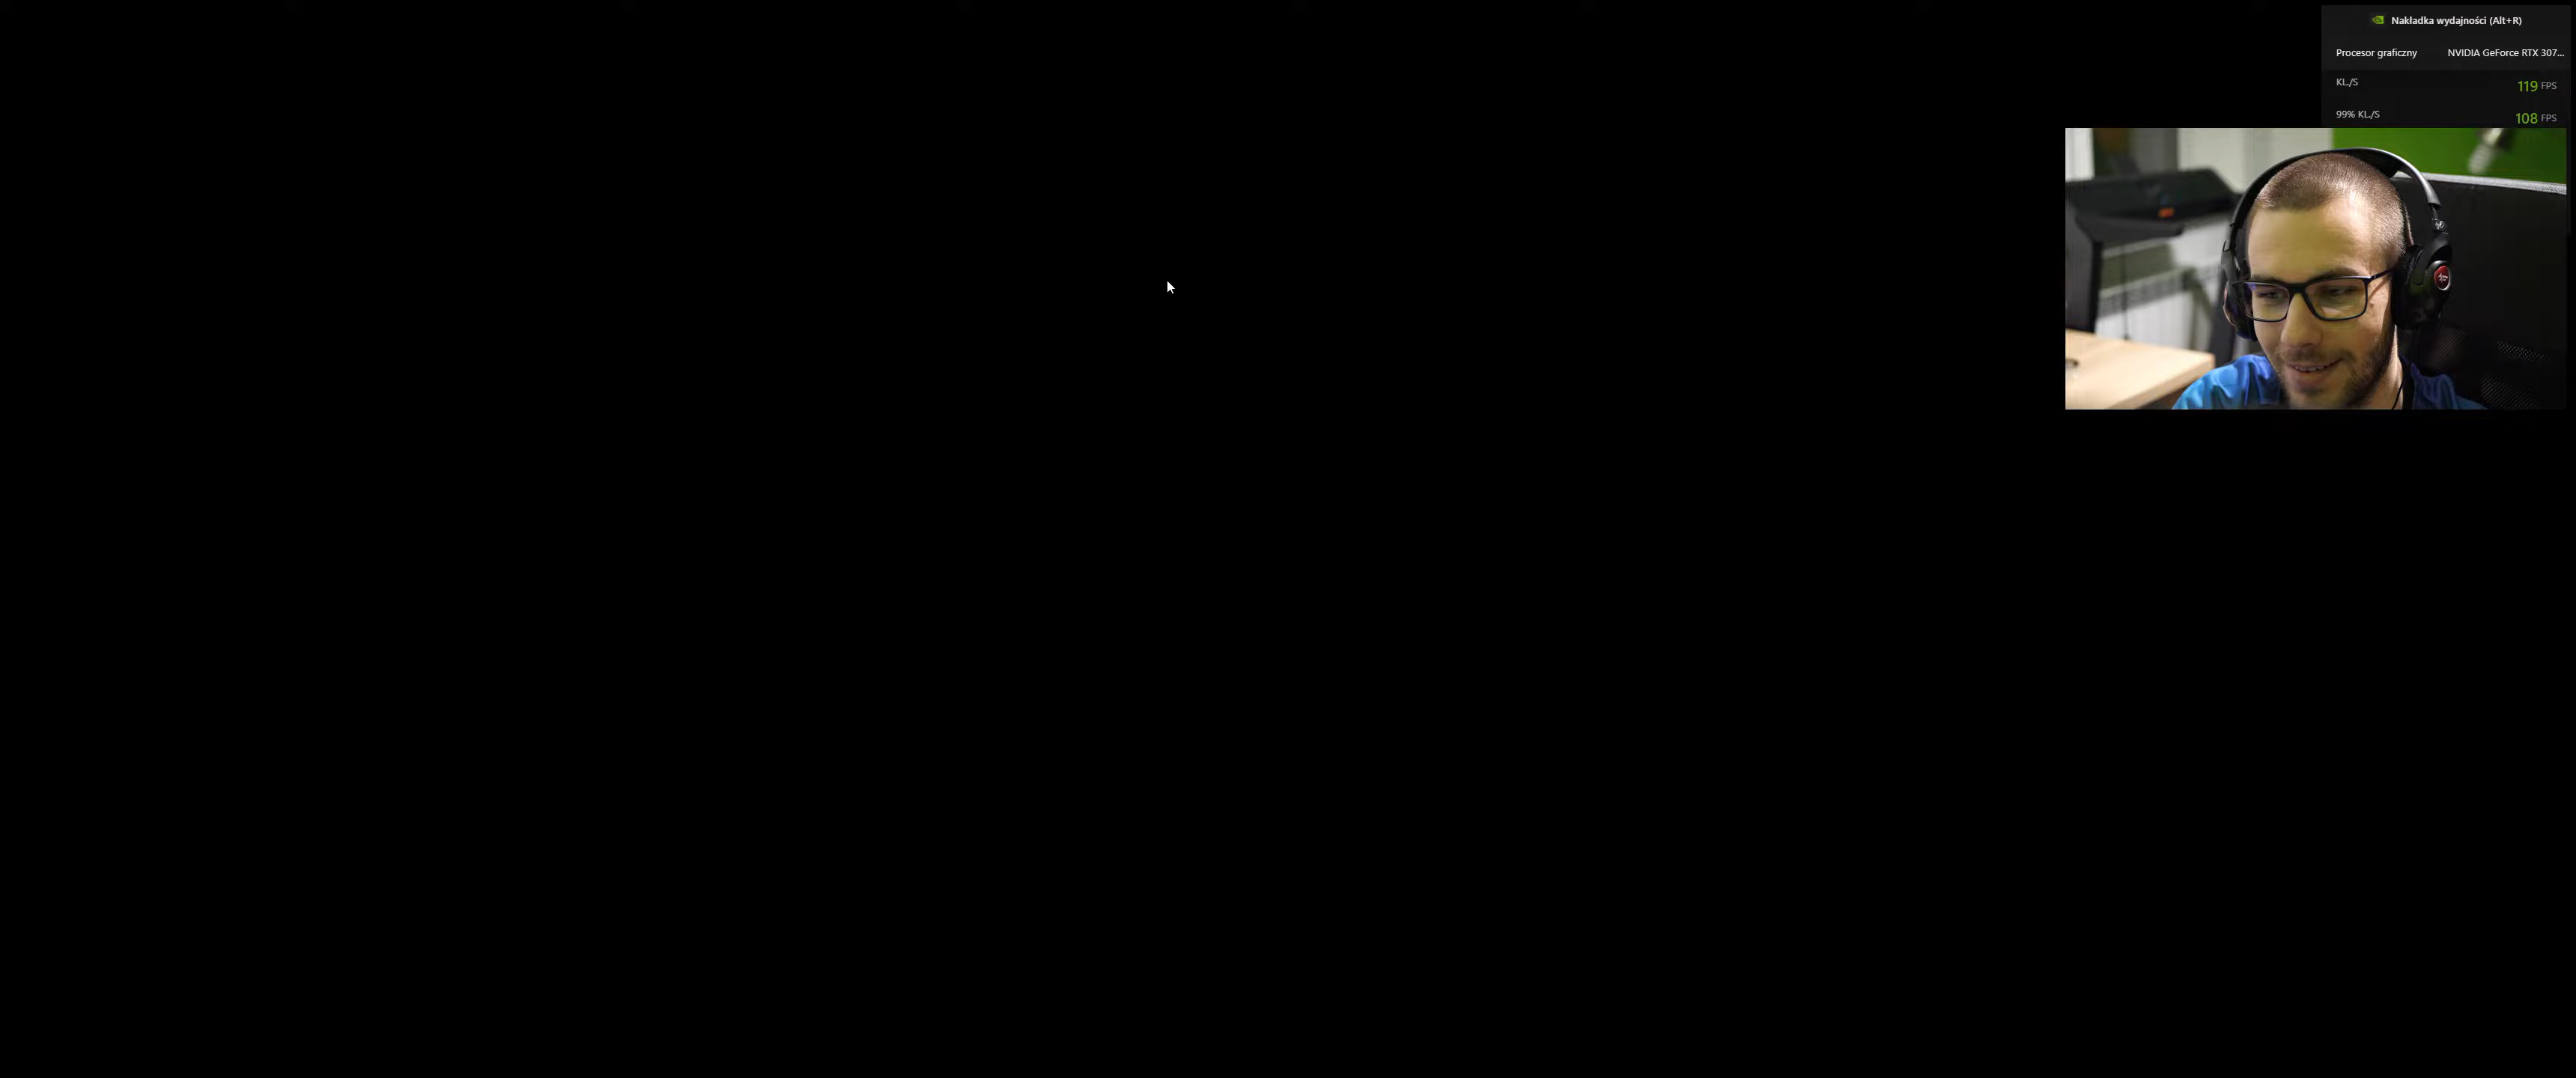 Nakładka wydajności (Alt+R)
Procesor graficzny NVIDIA GeForce RTX 307...
KL./S 119 FPS
99% KL./S 108 FPS